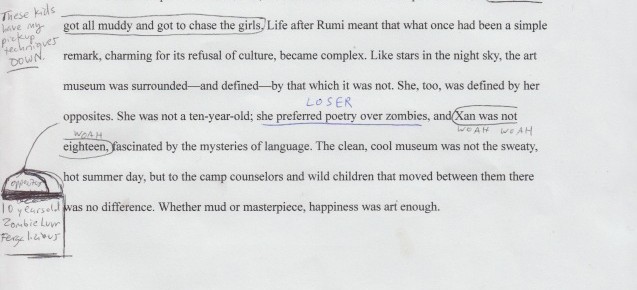 These kids
have my
pickup
techniques
DOWN.
got all muddy and got to chase the girls. Life after Rumi meant that what once had been a simple
remark, charming for its refusal of culture, became complex. Like stars in the night sky, the art
museum was surrounded—and defined—by that which it was not. She, too, was defined by her
LOSER
opposites. She was not a ten-year-old; she preferred poetry over zombies, and Xan was not
WOAH WOAH WOAH
eighteen, fascinated by the mysteries of language. The clean, cool museum was not the sweaty,
hot summer day, but to the camp counselors and wild children that moved between them there
opposites
10 years old
Zombie Luvr
Fergilicious
was no difference. Whether mud or masterpiece, happiness was art enough.